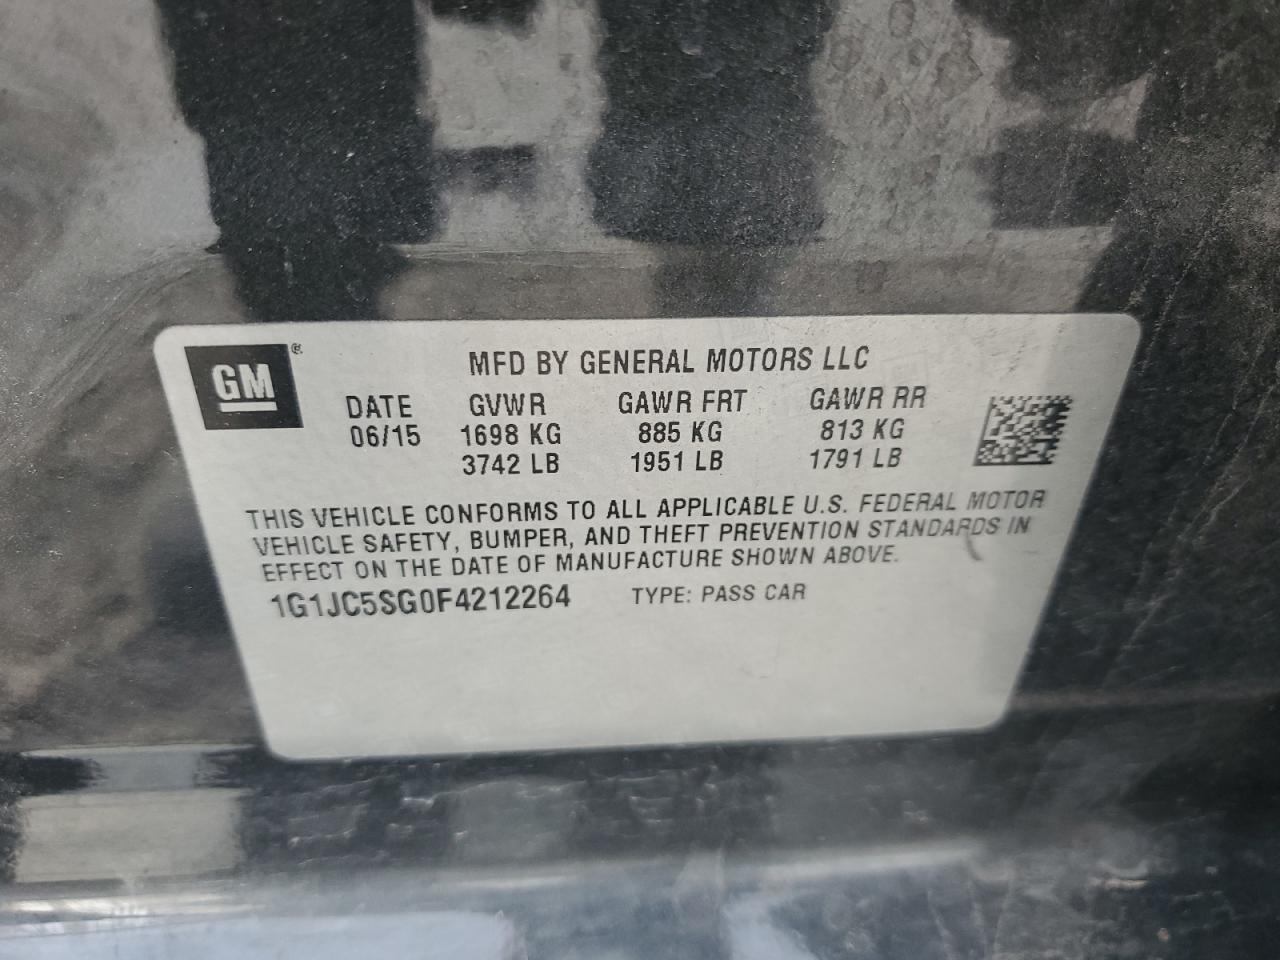 GM®
MFD BY GENERAL MOTORS LLC
DATE GVWR GAWR FRT GAWR RR
06/15 1698 KG 885 KG 813 KG
3742 LB 1951 LB 1791 LB
THIS VEHICLE CONFORMS TO ALL APPLICABLE U.S. FEDERAL MOTOR
VEHICLE SAFETY, BUMPER, AND THEFT PREVENTION STANDARDS IN
EFFECT ON THE DATE OF MANUFACTURE SHOWN ABOVE.
1G1JC5SG0F4212264 TYPE: PASS CAR